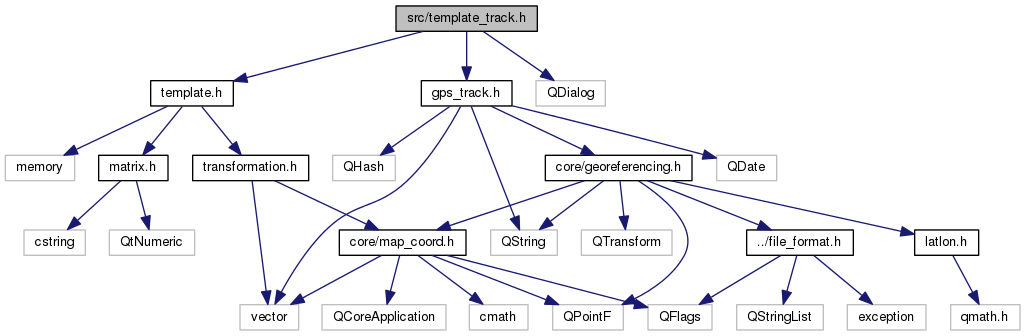 src/template_track.h
template.h
gps_track.h
QDialog
memory
matrix.h
transformation.h
QHash
core/georeferencing.h
QDate
cstring
QtNumeric
core/map_coord.h
QString
QTransform
../file_format.h
latlon.h
vector
QCoreApplication
cmath
QPointF
QFlags
QStringList
exception
qmath.h